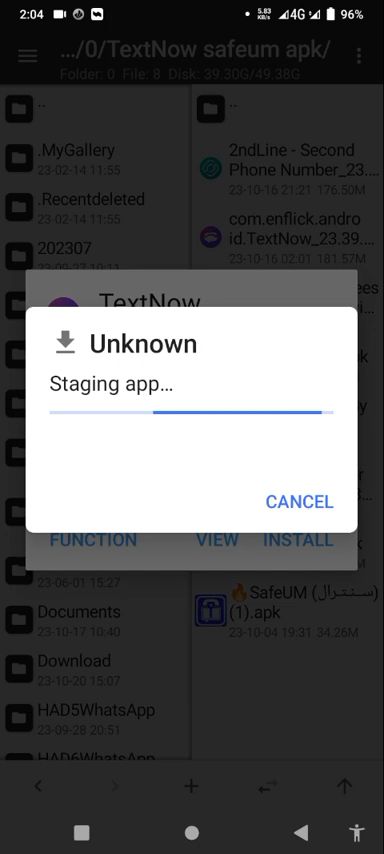 2:04
5.83
KB/s
4G
96%
.../0/TextNow safeum apk/
Folder: 0 File: 8 Disk: 39.30G/49.38G
..
.MyGallery
23-02-14 11:55
.Recentdeleted
23-02-14 11:55
202307
..
2ndLine - Second
Phone Number_23....
23-10-16 21:21 176.50M
com.enflick.andro
id.TextNow_23.39....
23-10-16 02:01 181.57M
TextNow
Unknown
Staging app...
CANCEL
FUNCTION
VIEW
INSTALL
23-06-01 15:27
Documents
23-10-17 10:40
Download
23-10-20 15:07
HAD5WhatsApp
23-09-28 20:51
HAD6WhatsApp
🔥SafeUM (سنترال)
(1).apk
23-10-04 19:31 34.26M